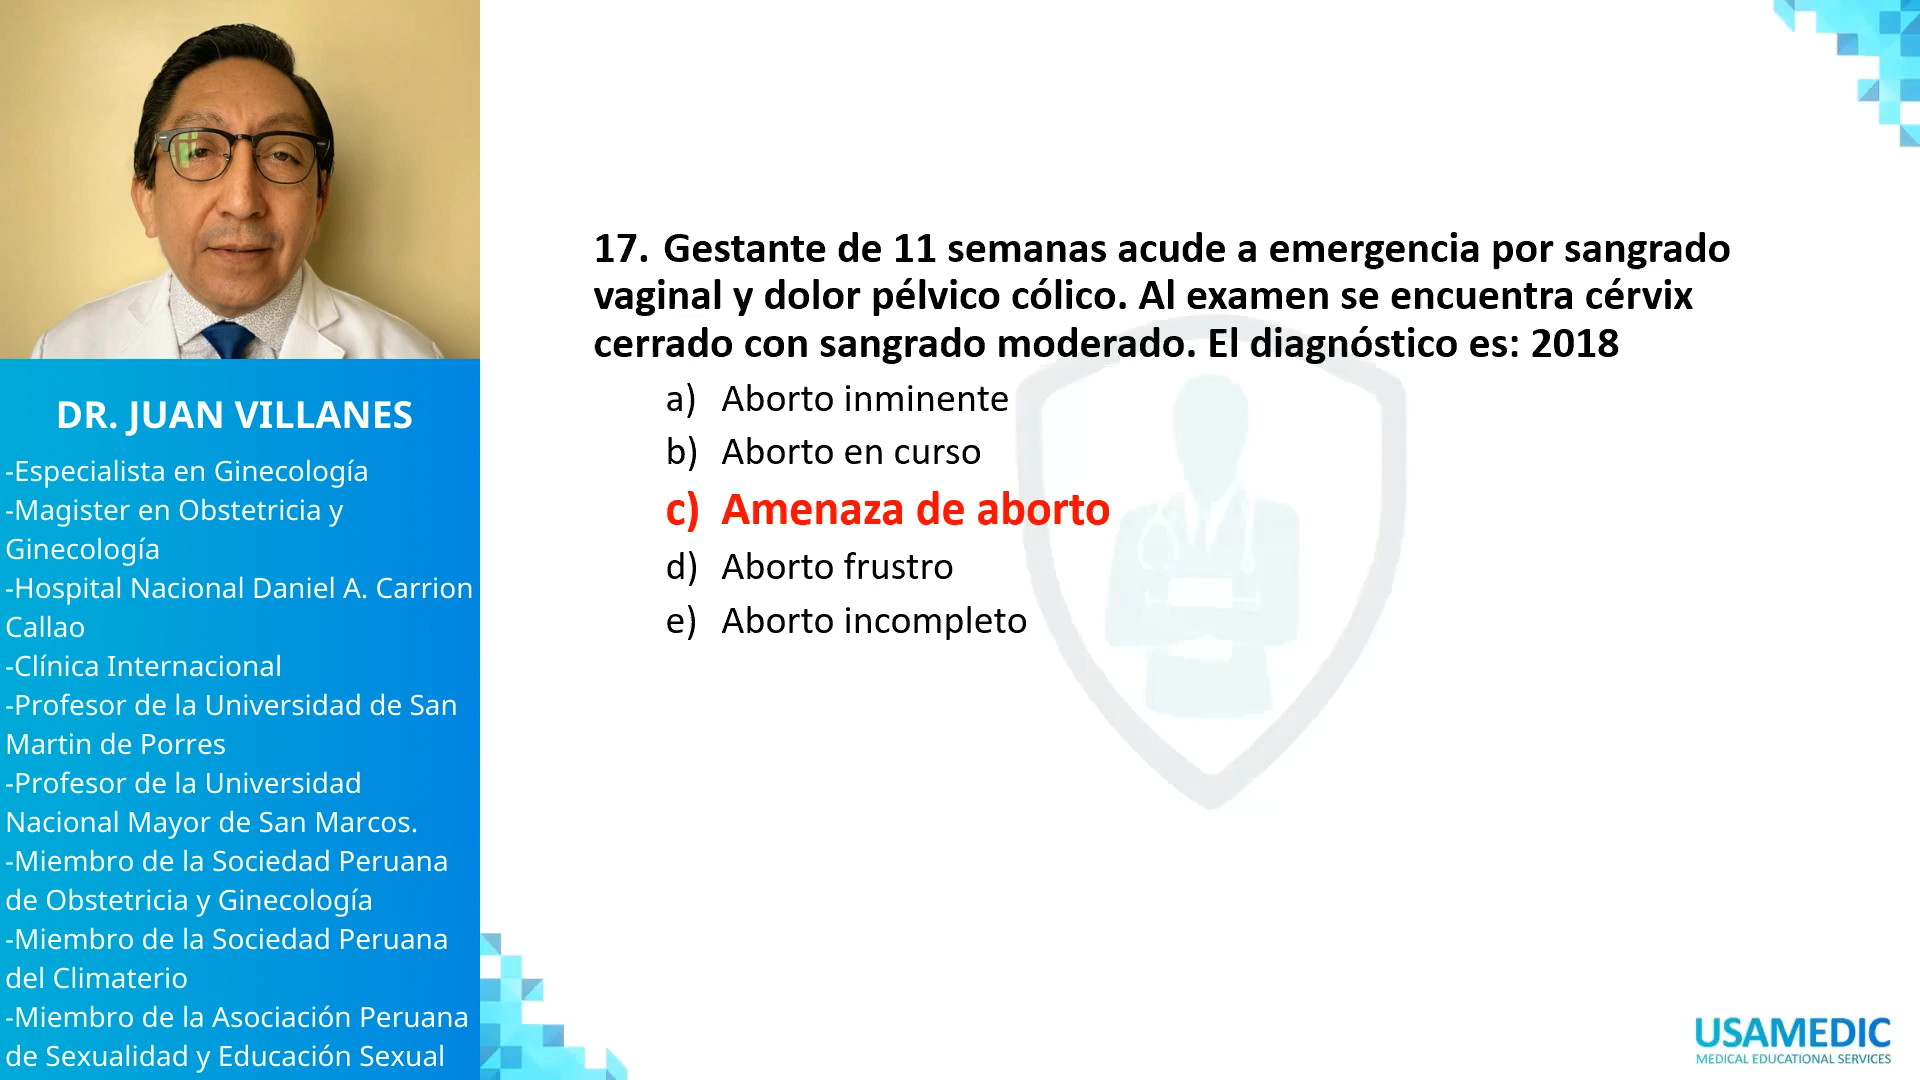 DR. JUAN VILLANES
-Especialista en Ginecología
-Magister en Obstetricia y
Ginecología
-Hospital Nacional Daniel A. Carrion
Callao
-Clínica Internacional
-Profesor de la Universidad de San
Martin de Porres
-Profesor de la Universidad
Nacional Mayor de San Marcos.
-Miembro de la Sociedad Peruana
de Obstetricia y Ginecología
-Miembro de la Sociedad Peruana
del Climaterio
-Miembro de la Asociación Peruana
de Sexualidad y Educación Sexual
17. Gestante de 11 semanas acude a emergencia por sangrado
vaginal y dolor pélvico cólico. Al examen se encuentra cérvix
cerrado con sangrado moderado. El diagnóstico es: 2018
a) Aborto inminente
b) Aborto en curso
c) Amenaza de aborto
d) Aborto frustro
e) Aborto incompleto
USAMEDIC
MEDICAL EDUCATIONAL SERVICES